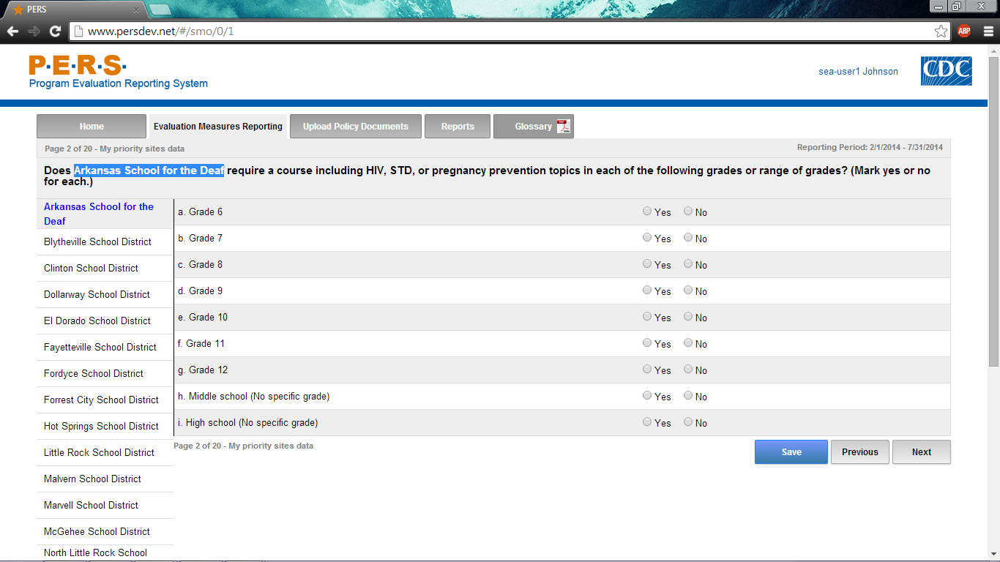 PERS
www.persdev.net/#/smo/0/1
ABP
P·E·R·S·
Program Evaluation Reporting System
sea-user1 Johnson
CDC
Home
Evaluation Measures Reporting
Upload Policy Documents
Reports
Glossary
Page 2 of 20 - My priority sites data
Reporting Period: 2/1/2014 - 7/31/2014
Does Arkansas School for the Deaf require a course including HIV, STD, or pregnancy prevention topics in each of the following grades or range of grades? (Mark yes or no
for each.)
Arkansas School for the
Deaf
Blytheville School District
Clinton School District
Dollarway School District
El Dorado School District
Fayetteville School District
Fordyce School District
Forrest City School District
Hot Springs School District
Little Rock School District
Malvern School District
Marvell School District
McGehee School District
North Little Rock School
a. Grade 6 Yes No
b. Grade 7 Yes No
c. Grade 8 Yes No
d. Grade 9 Yes No
e. Grade 10 Yes No
f. Grade 11 Yes No
g. Grade 12 Yes No
h. Middle school (No specific grade) Yes No
i. High school (No specific grade) Yes No
Page 2 of 20 - My priority sites data
Save
Previous
Next